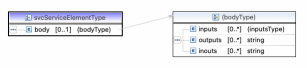 svcServiceElementType
body [0..1] (bodyType)
(bodyType)
inputs [0..*] (inputsType)
outputs [0..*] string
inouts [0..*] string